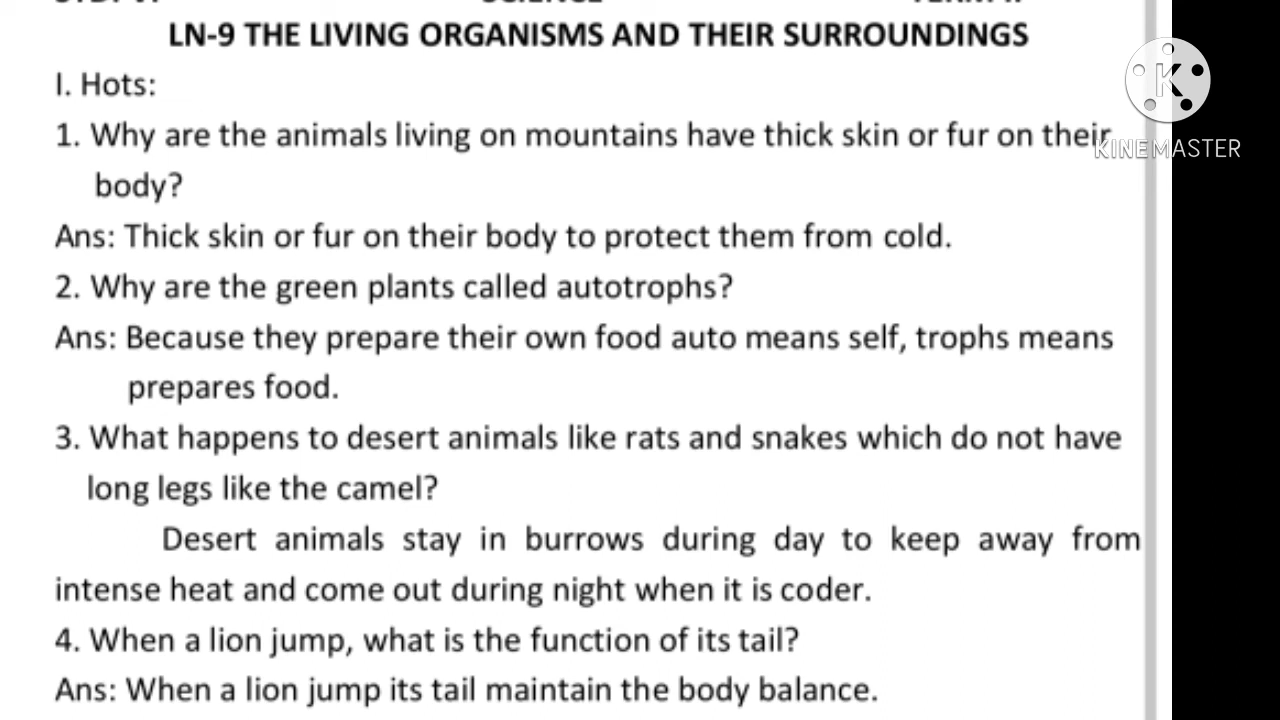 LN-9 THE LIVING ORGANISMS AND THEIR SURROUNDINGS
I. Hots:
1. Why are the animals living on mountains have thick skin or fur on their
body?
Ans: Thick skin or fur on their body to protect them from cold.
2. Why are the green plants called autotrophs?
Ans: Because they prepare their own food auto means self, trophs means
prepares food.
3. What happens to desert animals like rats and snakes which do not have
long legs like the camel?
Desert animals stay in burrows during day to keep away from
intense heat and come out during night when it is coder.
4. When a lion jump, what is the function of its tail?
Ans: When a lion jump its tail maintain the body balance.
K
KINEMASTER